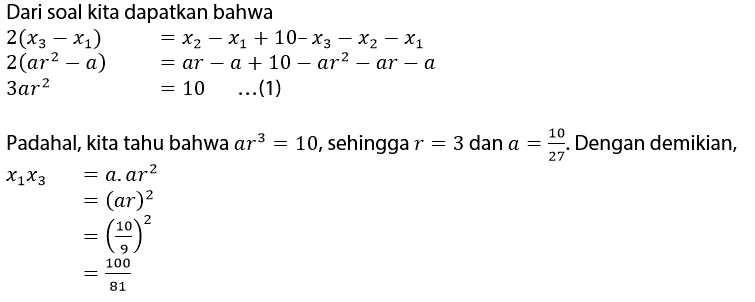 Dari soal kita dapatkan bahwa
2(x₃ − x₁) = x₂ − x₁ + 10– x₃ − x₂ − x₁
2(ar² − a) = ar − a + 10 − ar² − ar − a
3ar² = 10 …(1)
Padahal, kita tahu bahwa ar³ = 10, sehingga r = 3 dan a = 10/27. Dengan demikian,
x₁x₃ = a. ar²
= (ar)²
= (10/9)²
= 100/81